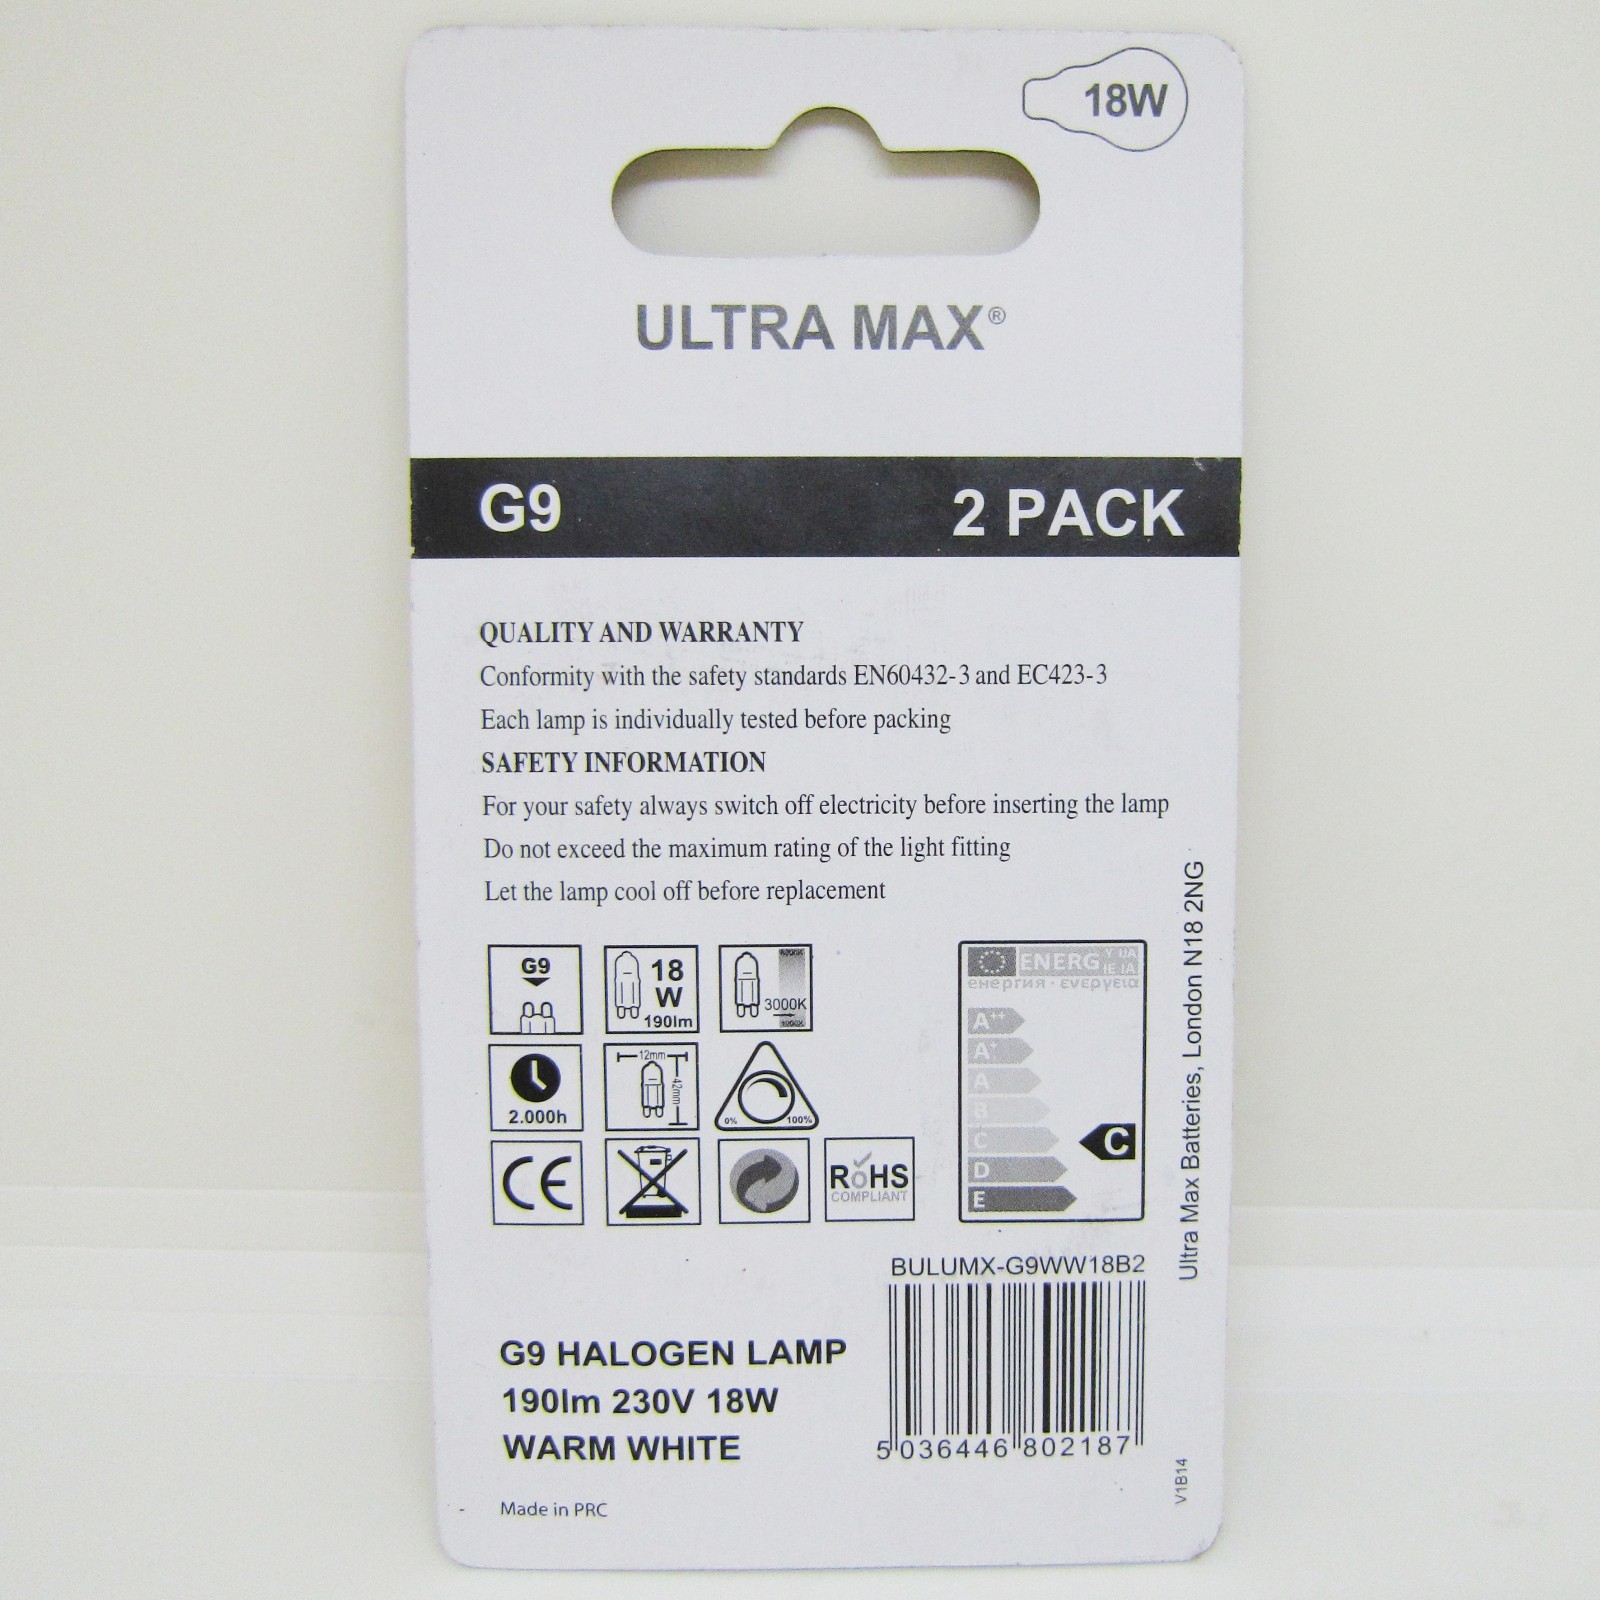 18W
ULTRA MAX®
G9
2 PACK
QUALITY AND WARRANTY
Conformity with the safety standards EN60432-3 and EC423-3
Each lamp is individually tested before packing
SAFETY INFORMATION
For your safety always switch off electricity before inserting the lamp
Do not exceed the maximum rating of the light fitting
Let the lamp cool off before replacement
G9
18
W
190lm
3000K
2.000h
12mm
42mm
0%
100%
CE
RoHS
COMPLIANT
ENERG Y IJA
IE IA
енергия · ενεργεια
A++
A+
A
B
C
D
E
C
Ultra Max Batteries, London N18 2NG
BULUMX-G9WW18B2
5 036446 802187
G9 HALOGEN LAMP
190lm 230V 18W
WARM WHITE
Made in PRC
V1B14